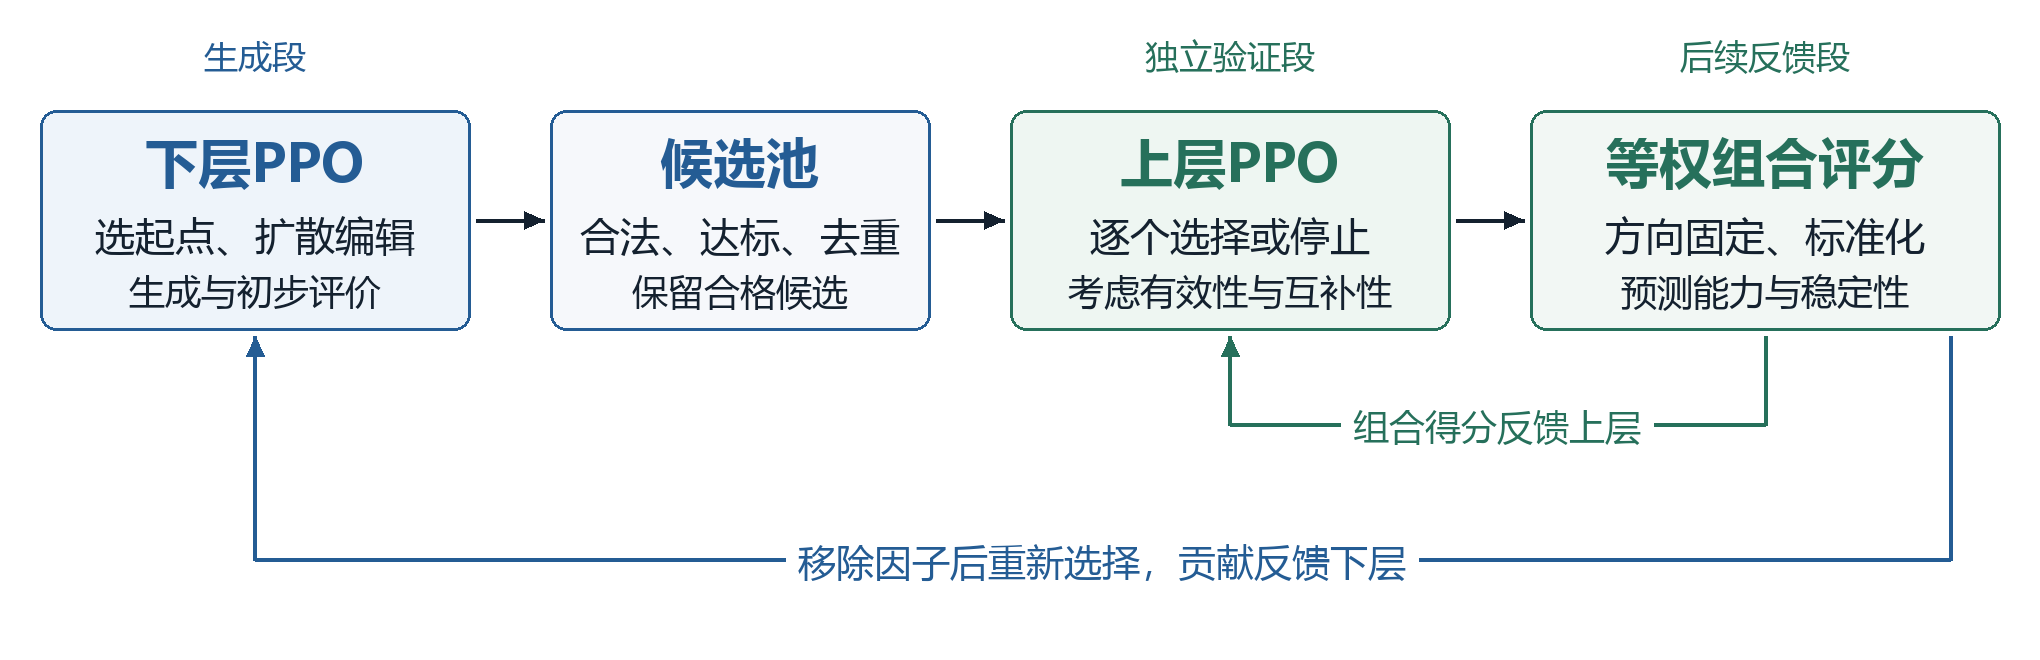 生成段
独立验证段
后续反馈段
下层PPO
选起点、扩散编辑
生成与初步评价
候选池
合法、达标、去重
保留合格候选
上层PPO
逐个选择或停止
考虑有效性与互补性
等权组合评分
方向固定、标准化
预测能力与稳定性
组合得分反馈上层
移除因子后重新选择，贡献反馈下层